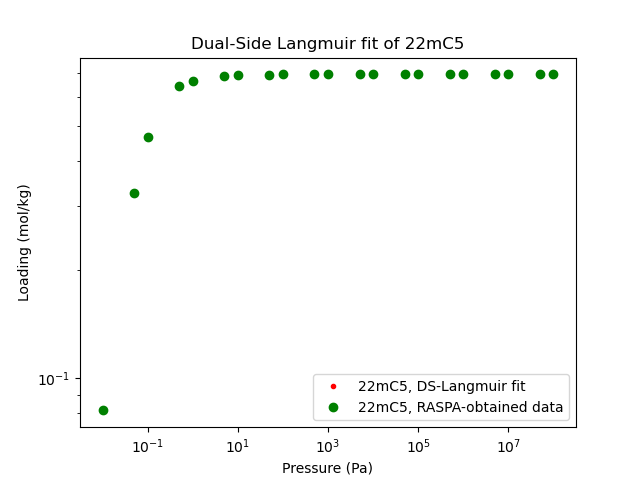 Dual-Side Langmuir fit of 22mC5
Loading (mol/kg)
10⁻¹
22mC5, DS-Langmuir fit
22mC5, RASPA-obtained data
10⁻¹ 10¹ 10³ 10⁵ 10⁷
Pressure (Pa)